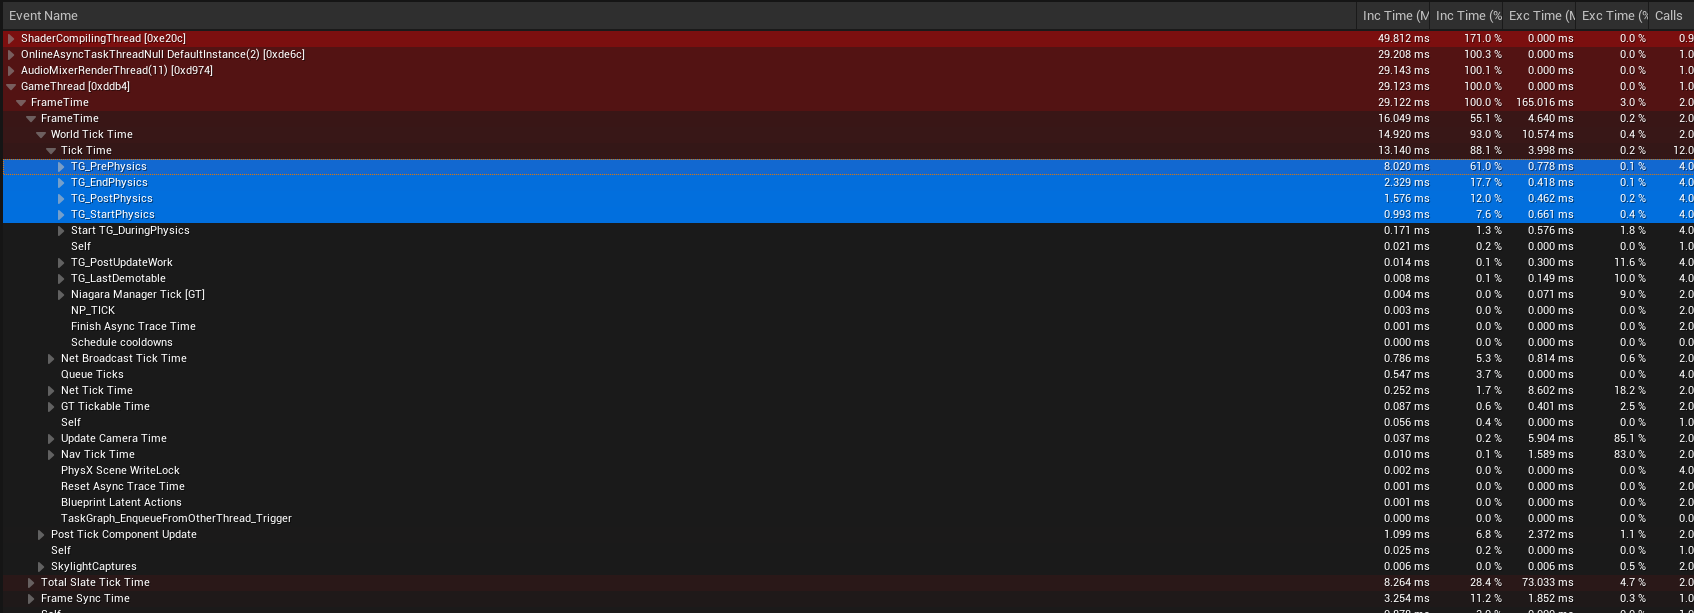 Event Name Inc Time (M Inc Time (% Exc Time (M Exc Time (% Calls
ShaderCompilingThread [0xe20c] 49.812 ms 171.0 % 0.000 ms 0.0 % 0.9
OnlineAsyncTaskThreadNull DefaultInstance(2) [0xde6c] 29.208 ms 100.3 % 0.000 ms 0.0 % 1.0
AudioMixerRenderThread(11) [0xd974] 29.143 ms 100.1 % 0.000 ms 0.0 % 1.0
GameThread [0xddb4] 29.123 ms 100.0 % 0.000 ms 0.0 % 1.0
FrameTime 29.122 ms 100.0 % 165.016 ms 3.0 % 2.0
FrameTime 16.049 ms 55.1 % 4.640 ms 0.2 % 2.0
World Tick Time 14.920 ms 93.0 % 10.574 ms 0.4 % 2.0
Tick Time 13.140 ms 88.1 % 3.998 ms 0.2 % 12.0
TG_PrePhysics 8.020 ms 61.0 % 0.778 ms 0.1 % 4.0
TG_EndPhysics 2.329 ms 17.7 % 0.418 ms 0.1 % 4.0
TG_PostPhysics 1.576 ms 12.0 % 0.462 ms 0.2 % 4.0
TG_StartPhysics 0.993 ms 7.6 % 0.661 ms 0.4 % 4.0
Start TG_DuringPhysics 0.171 ms 1.3 % 0.576 ms 1.8 % 4.0
Self 0.021 ms 0.2 % 0.000 ms 0.0 % 1.0
TG_PostUpdateWork 0.014 ms 0.1 % 0.300 ms 11.6 % 4.0
TG_LastDemotable 0.008 ms 0.1 % 0.149 ms 10.0 % 4.0
Niagara Manager Tick [GT] 0.004 ms 0.0 % 0.071 ms 9.0 % 2.0
NP_TICK 0.003 ms 0.0 % 0.000 ms 0.0 % 2.0
Finish Async Trace Time 0.001 ms 0.0 % 0.000 ms 0.0 % 2.0
Schedule cooldowns 0.000 ms 0.0 % 0.000 ms 0.0 % 0.0
Net Broadcast Tick Time 0.786 ms 5.3 % 0.814 ms 0.6 % 2.0
Queue Ticks 0.547 ms 3.7 % 0.000 ms 0.0 % 4.0
Net Tick Time 0.252 ms 1.7 % 8.602 ms 18.2 % 2.0
GT Tickable Time 0.087 ms 0.6 % 0.401 ms 2.5 % 2.0
Self 0.056 ms 0.4 % 0.000 ms 0.0 % 1.0
Update Camera Time 0.037 ms 0.2 % 5.904 ms 85.1 % 2.0
Nav Tick Time 0.010 ms 0.1 % 1.589 ms 83.0 % 2.0
PhysX Scene WriteLock 0.002 ms 0.0 % 0.000 ms 0.0 % 4.0
Reset Async Trace Time 0.001 ms 0.0 % 0.000 ms 0.0 % 2.0
Blueprint Latent Actions 0.001 ms 0.0 % 0.000 ms 0.0 % 2.0
TaskGraph_EnqueueFromOtherThread_Trigger 0.000 ms 0.0 % 0.000 ms 0.0 % 0.0
Post Tick Component Update 1.099 ms 6.8 % 2.372 ms 1.1 % 2.0
Self 0.025 ms 0.2 % 0.000 ms 0.0 % 1.0
SkylightCaptures 0.006 ms 0.0 % 0.006 ms 0.5 % 2.0
Total Slate Tick Time 8.264 ms 28.4 % 73.033 ms 4.7 % 2.0
Frame Sync Time 3.254 ms 11.2 % 1.852 ms 0.3 % 1.0